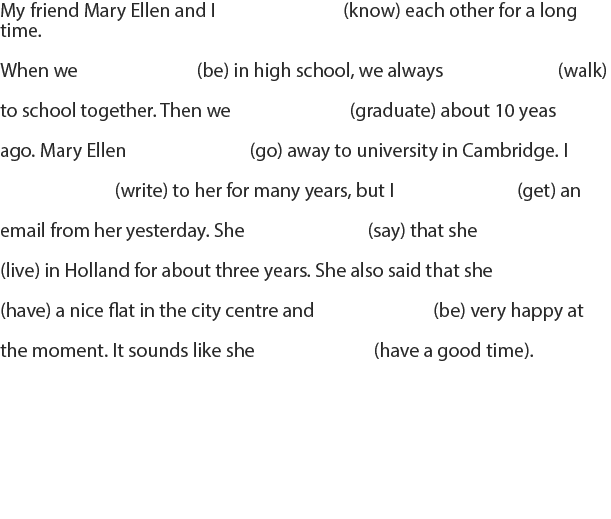 My friend Mary Ellen and I (know) each other for a long
time.
When we (be) in high school, we always (walk)
to school together. Then we (graduate) about 10 yeas
ago. Mary Ellen (go) away to university in Cambridge. I
(write) to her for many years, but I (get) an
email from her yesterday. She (say) that she
(live) in Holland for about three years. She also said that she
(have) a nice flat in the city centre and (be) very happy at
the moment. It sounds like she (have a good time).